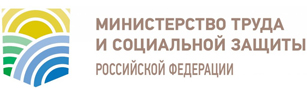 МИНИСТЕРСТВО ТРУДА
И СОЦИАЛЬНОЙ ЗАЩИТЫ
РОССИЙСКОЙ ФЕДЕРАЦИИ